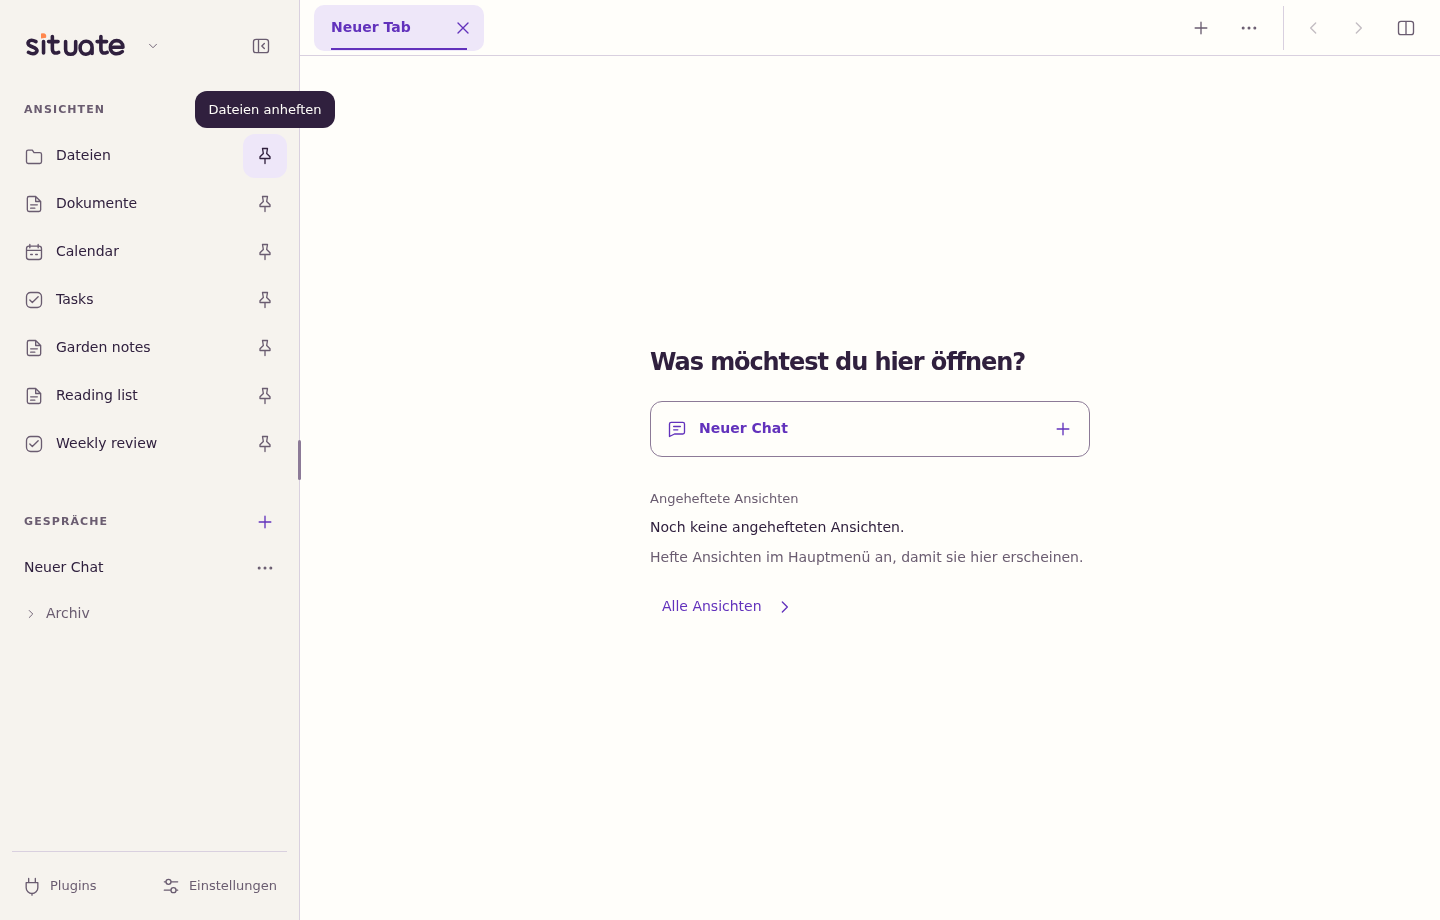 situate
Neuer Tab
ANSICHTEN
Dateien anheften
Dateien
Dokumente
Calendar
Tasks
Garden notes
Reading list
Weekly review
GESPRÄCHE
Neuer Chat
Archiv
Plugins
Einstellungen
Was möchtest du hier öffnen?
Neuer Chat
Angeheftete Ansichten
Noch keine angehefteten Ansichten.
Hefte Ansichten im Hauptmenü an, damit sie hier erscheinen.
Alle Ansichten